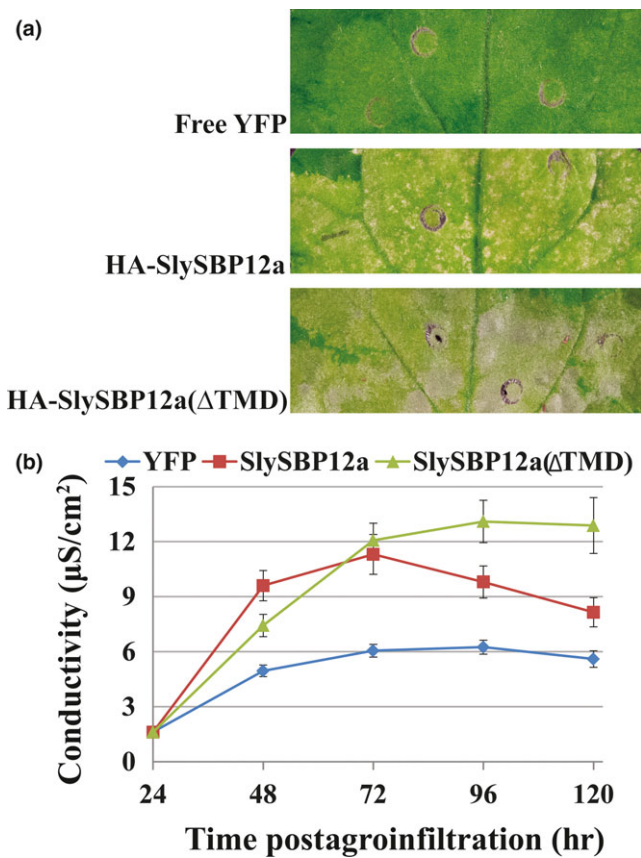 (a)
Free YFP
HA-SlySBP12a
HA-SlySBP12a(ΔTMD)
(b)
YFP SlySBP12a SlySBP12a(ΔTMD)
15
12
9
6
3
0
Conductivity (µS/cm²)
24 48 72 96 120
Time postagroinfiltration (hr)